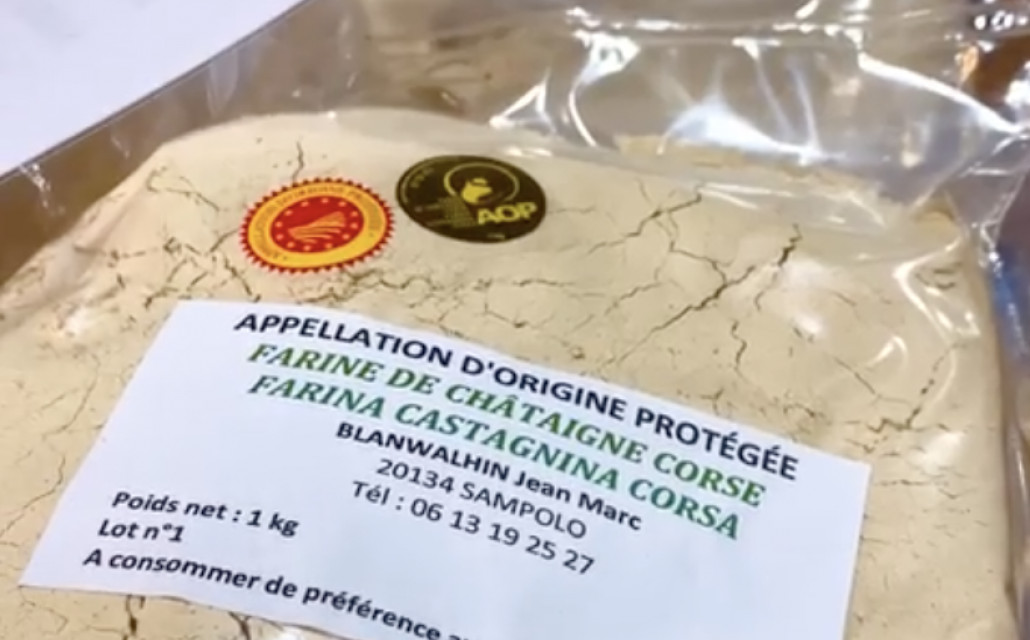 AOP
APPELLATION D'ORIGINE PROTÉGÉE
FARINE DE CHÂTAIGNE CORSE
FARINA CASTAGNINA CORSA
BLANWALHIN Jean Marc
20134 SAMPOLO
Tél : 06 13 19 25 27
Poids net : 1 kg
Lot n°1
A consommer de préférence